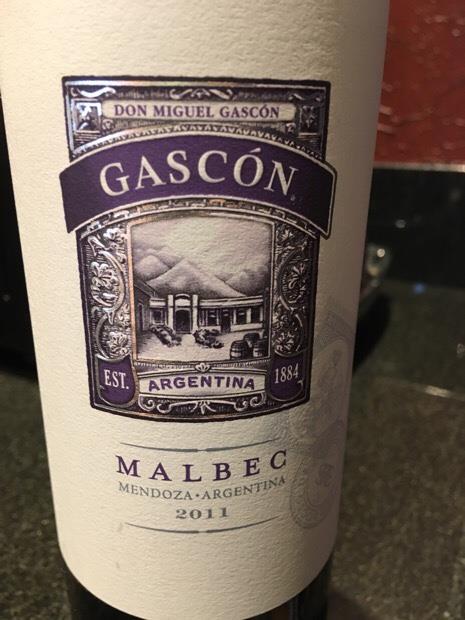 DON MIGUEL GASCÓN
GASCÓN
EST. ARGENTINA 1884
MALBEC
MENDOZA • ARGENTINA
2011